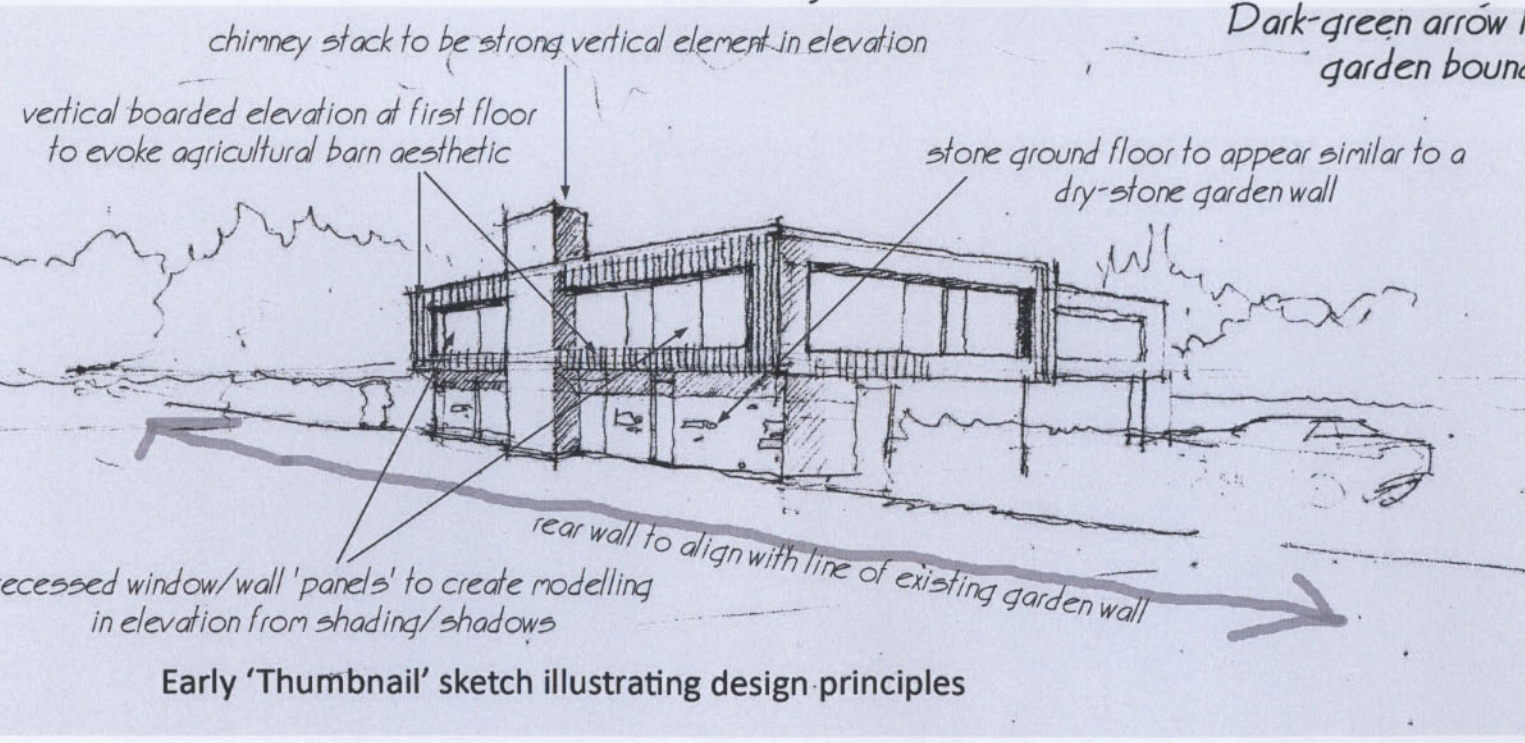 chimney stack to be strong vertical element in elevation
Dark-green arrow
garden
vertical boarded elevation at first floor
to evoke agricultural barn aesthetic
stone ground floor to appear similar to a
dry-stone garden wall
rear wall to align with line of existing garden wall
window/wall 'panels' to create modelling
in elevation from shading/shadows
Early 'Thumbnail' sketch illustrating design principles